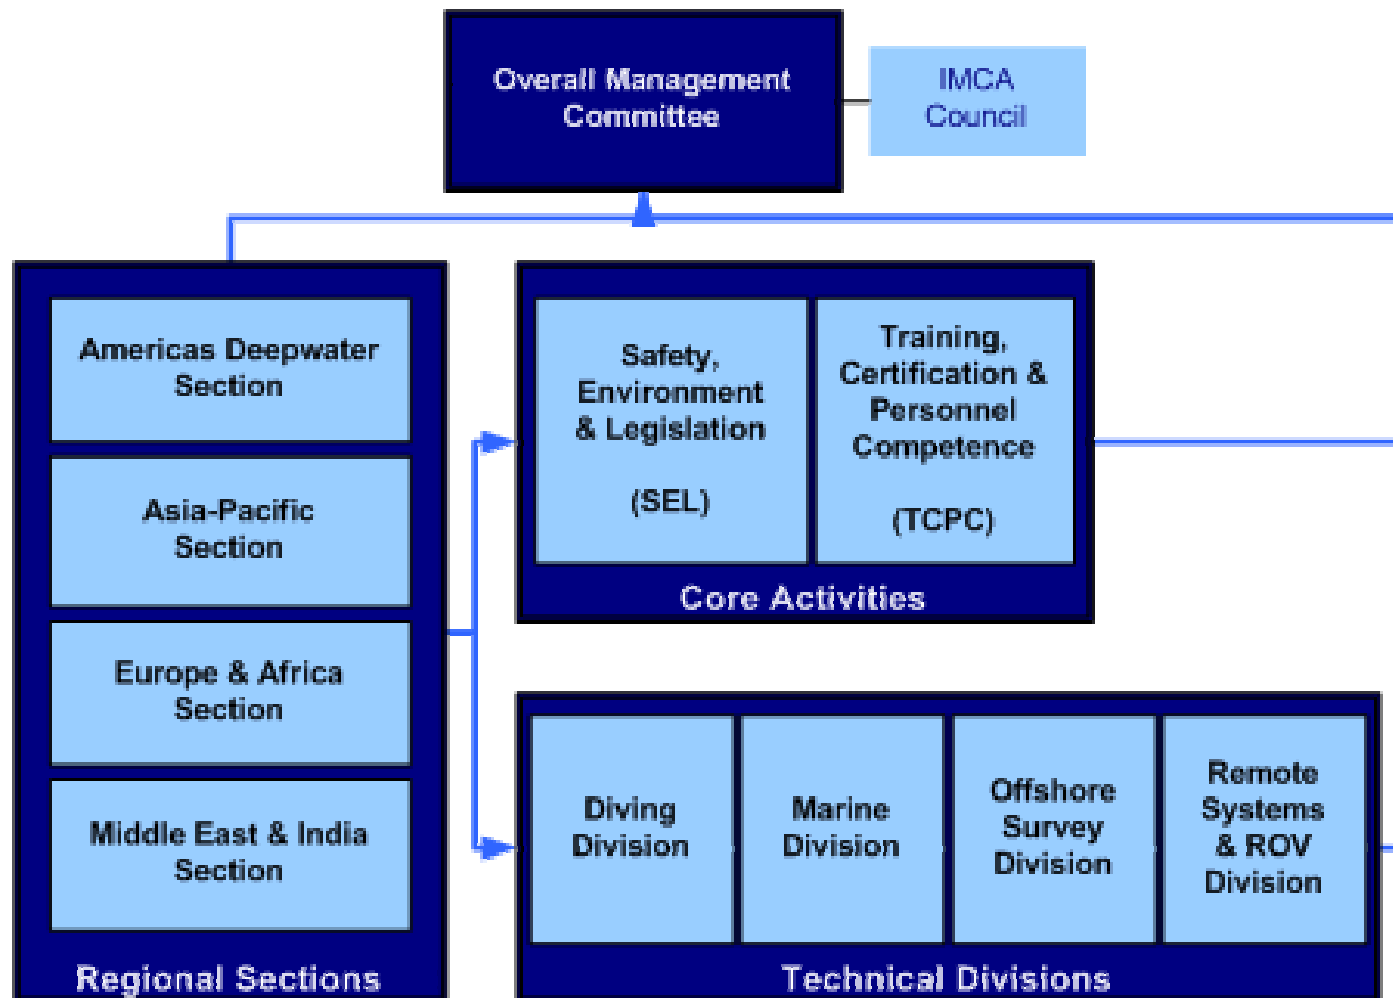 Overall Management
Committee
IMCA
Council
Americas Deepwater
Section
Asia-Pacific
Section
Europe & Africa
Section
Middle East & India
Section
Regional Sections
Safety,
Environment
& Legislation
(SEL)
Training,
Certification &
Personnel
Competence
(TCPC)
Core Activities
Diving
Division
Marine
Division
Offshore
Survey
Division
Remote
Systems
& ROV
Division
Technical Divisions